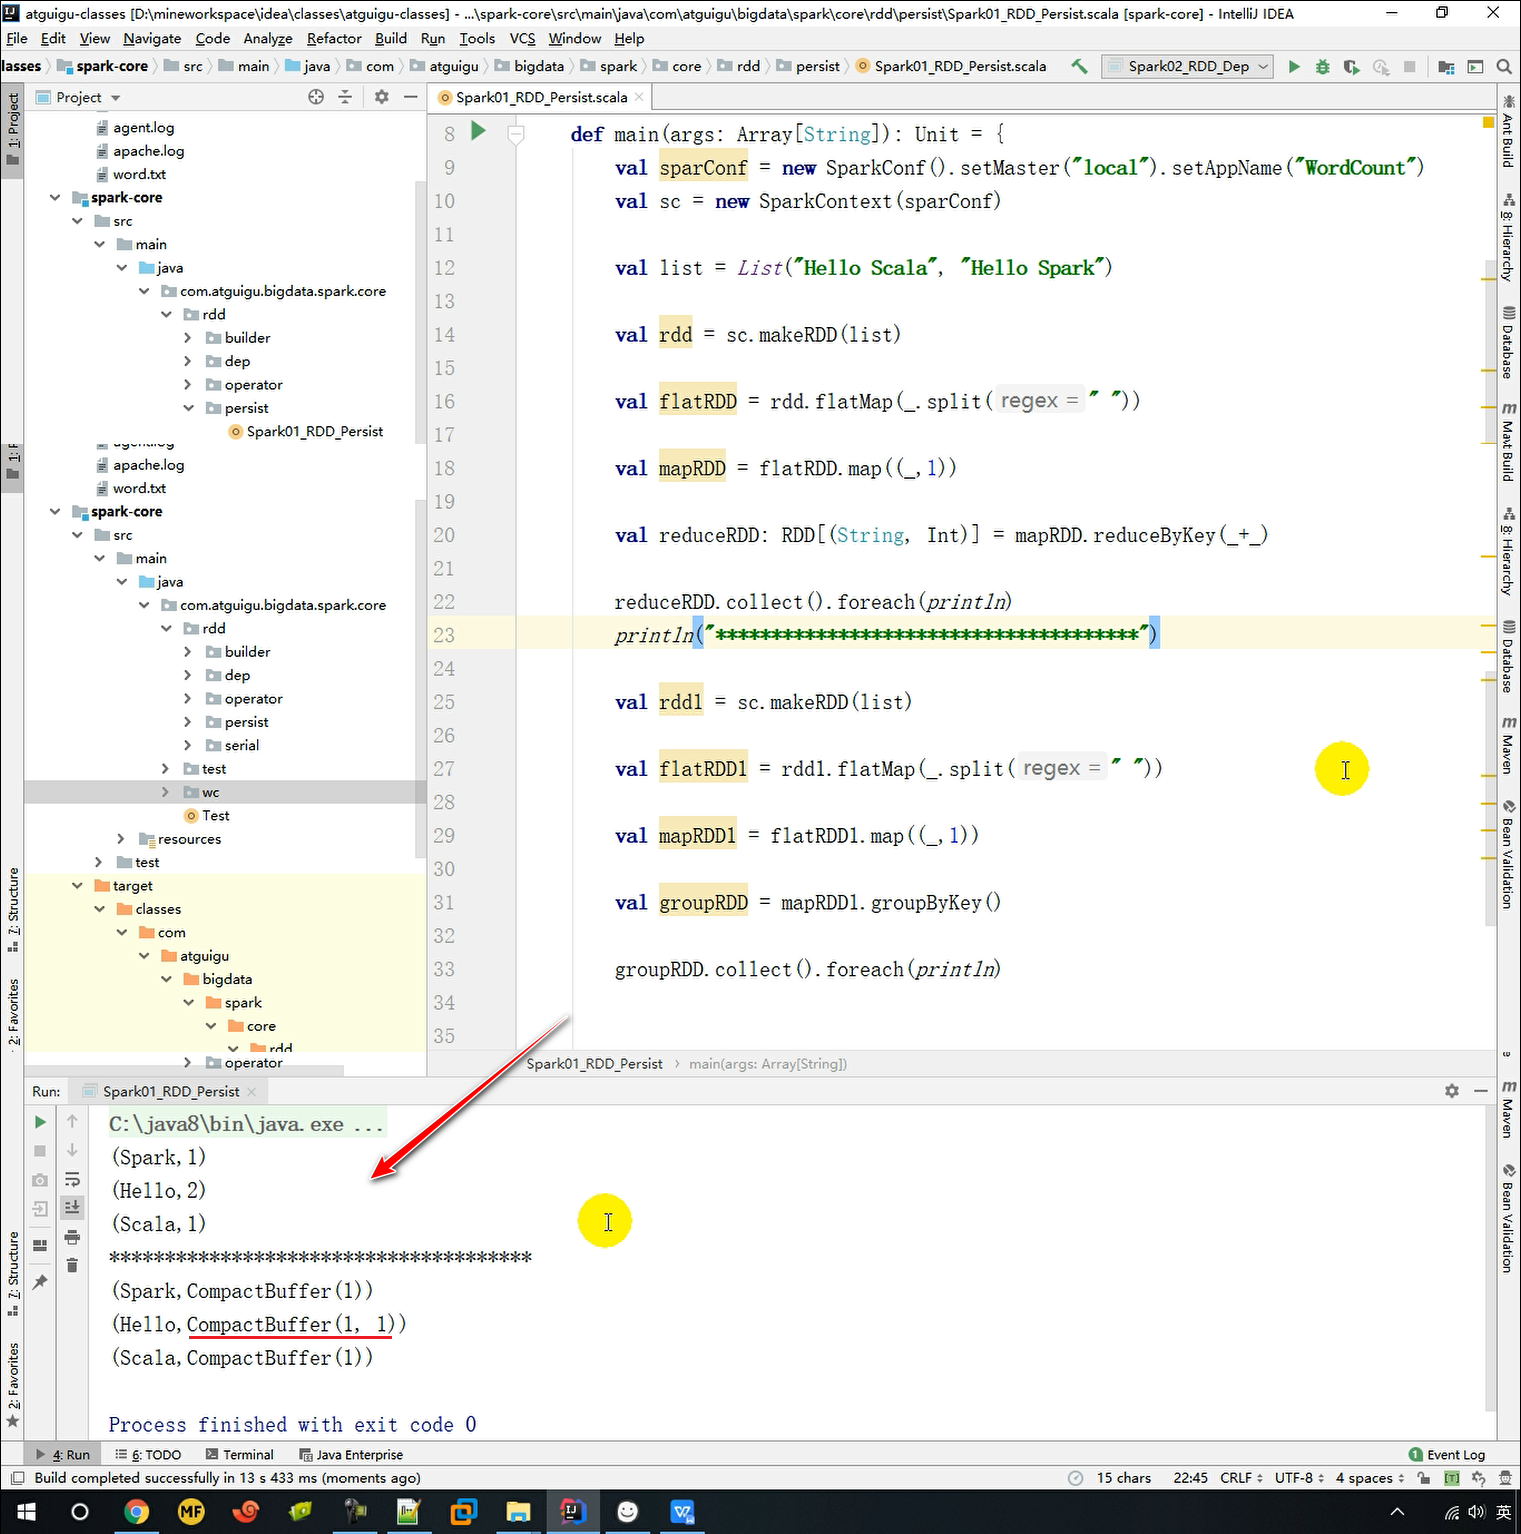 atguigu-classes [D:\mineworkspace\idea\classes\atguigu-classes] - ...\spark-core\src\main\java\com\atguigu\bigdata\spark\core\rdd\persist\Spark01_RDD_Persist.scala [spark-core] - IntelliJ IDEA
File Edit View Navigate Code Analyze Refactor Build Run Tools VCS Window Help
lasses spark-core src main java com atguigu bigdata spark core rdd persist Spark01_RDD_Persist.scala Spark02_RDD_Dep
1: Project
Project
agent.log
apache.log
word.txt
spark-core
src
main
java
com.atguigu.bigdata.spark.core
rdd
builder
dep
operator
persist
Spark01_RDD_Persist
apache.log
word.txt
spark-core
src
main
java
com.atguigu.bigdata.spark.core
rdd
builder
dep
operator
persist
serial
test
wc
Test
resources
test
target
classes
com
atguigu
bigdata
spark
core
rdd
operator
7: Structure
2: Favorites
Spark01_RDD_Persist.scala
8 def main(args: Array[String]): Unit = {
9 val sparConf = new SparkConf().setMaster("local").setAppName("WordCount")
10 val sc = new SparkContext(sparConf)
11
12 val list = List("Hello Scala", "Hello Spark")
13
14 val rdd = sc.makeRDD(list)
15
16 val flatRDD = rdd.flatMap(_.split( regex = " "))
17
18 val mapRDD = flatRDD.map((_,1))
19
20 val reduceRDD: RDD[(String, Int)] = mapRDD.reduceByKey(_+_)
21
22 reduceRDD.collect().foreach(println)
23 println("**************************************")
24
25 val rdd1 = sc.makeRDD(list)
26
27 val flatRDD1 = rdd1.flatMap(_.split( regex = " "))
28
29 val mapRDD1 = flatRDD1.map((_,1))
30
31 val groupRDD = mapRDD1.groupByKey()
32
33 groupRDD.collect().foreach(println)
34
35
Spark01_RDD_Persist main(args: Array[String])
Ant Build
8: Hierarchy
Database
m
Build
8: Hierarchy
Database
m
Maven
Bean Validation
m
Maven
Bean Validation
Run: Spark01_RDD_Persist
C:\java8\bin\java.exe ...
(Spark,1)
(Hello,2)
(Scala,1)
**************************************
(Spark,CompactBuffer(1))
(Hello,CompactBuffer(1, 1))
(Scala,CompactBuffer(1))
Process finished with exit code 0
7: Structure
2: Favorites
4: Run 6: TODO Terminal Java Enterprise 1 Event Log
Build completed successfully in 13 s 433 ms (moments ago) 15 chars 22:45 CRLF UTF-8 4 spaces [T]
MF IJ 英